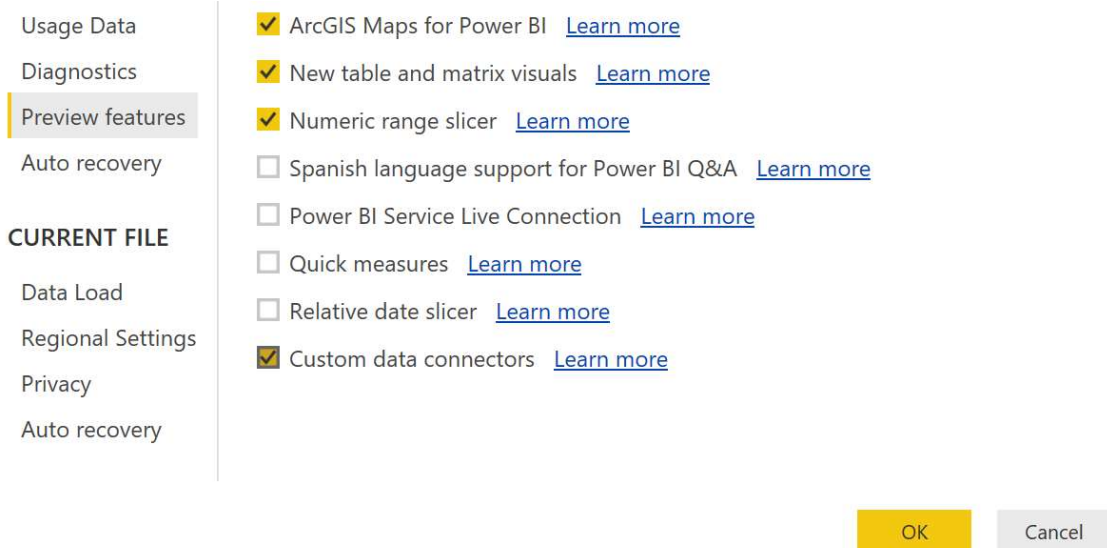 Usage Data
Diagnostics
Preview features
Auto recovery
CURRENT FILE
Data Load
Regional Settings
Privacy
Auto recovery
ArcGIS Maps for Power BI Learn more
New table and matrix visuals Learn more
Numeric range slicer Learn more
Spanish language support for Power BI Q&A Learn more
Power BI Service Live Connection Learn more
Quick measures Learn more
Relative date slicer Learn more
Custom data connectors Learn more
OK Cancel